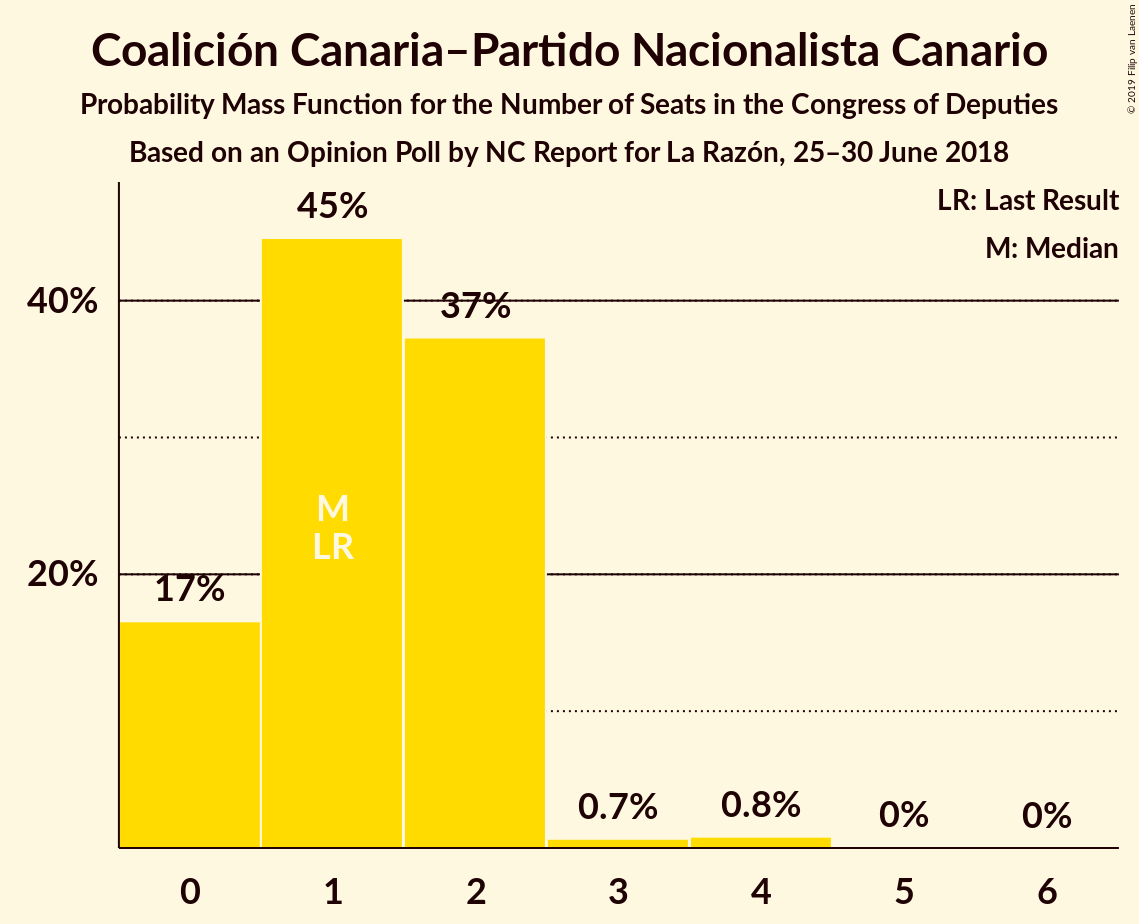 Coalición Canaria–Partido Nacionalista Canario
Probability Mass Function for the Number of Seats in the Congress of Deputies
Based on an Opinion Poll by NC Report for La Razón, 25–30 June 2018
© 2019 Filip van Laenen
LR: Last Result
M: Median
45%
40%
37%
20%
17%
M
LR
0.7%
0.8%
0%
0%
0 1 2 3 4 5 6